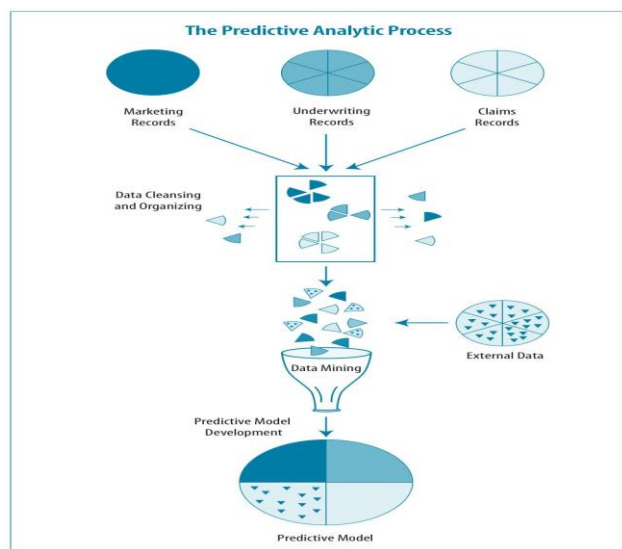 The Predictive Analytic Process
Marketing
Records
Underwriting
Records
Claims
Records
Data Cleansing
and Organizing
External Data
Data Mining
Predictive Model
Development
Predictive Model